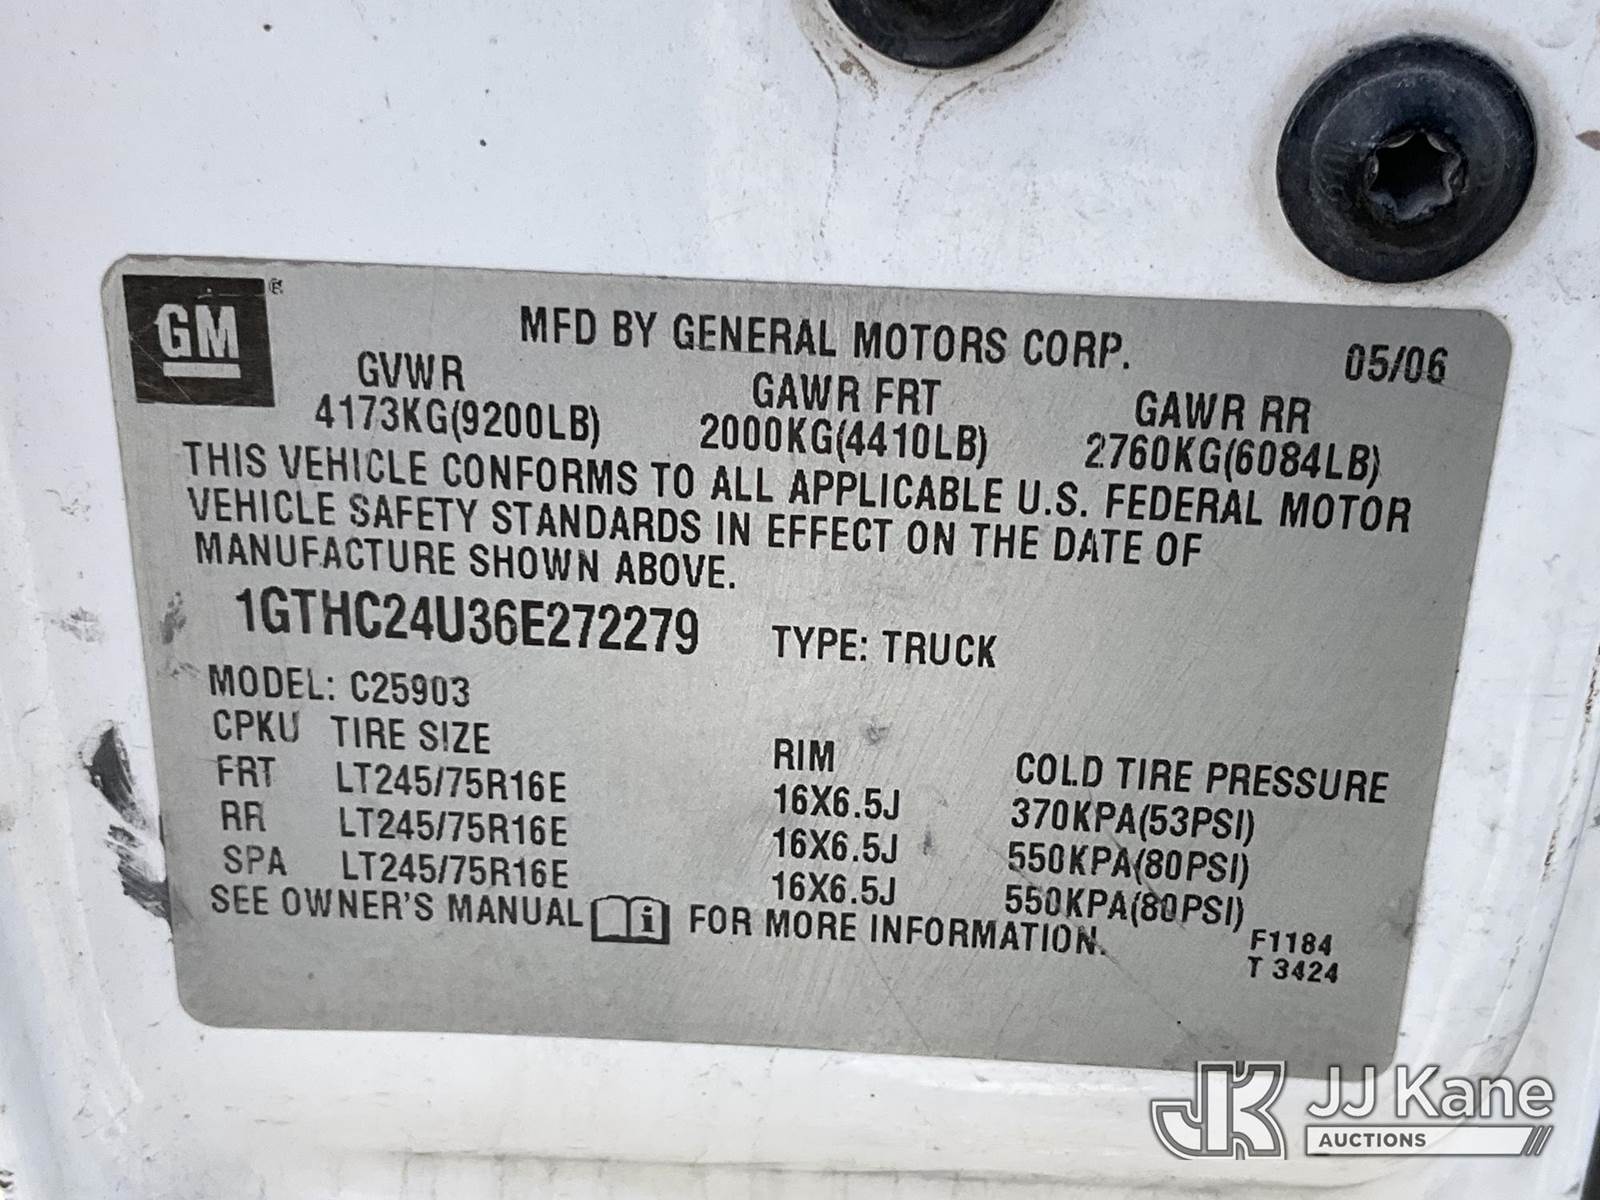 GM
MFD BY GENERAL MOTORS CORP. 05/06
GVWR GAWR FRT GAWR RR
4173KG(9200LB) 2000KG(4410LB) 2760KG(6084LB)
THIS VEHICLE CONFORMS TO ALL APPLICABLE U.S. FEDERAL MOTOR
VEHICLE SAFETY STANDARDS IN EFFECT ON THE DATE OF
MANUFACTURE SHOWN ABOVE.
1GTHC24U36E272279 TYPE: TRUCK
MODEL: C25903
CPKU TIRE SIZE RIM COLD TIRE PRESSURE
FRT LT245/75R16E 16X6.5J 370KPA(53PSI)
RR LT245/75R16E 16X6.5J 550KPA(80PSI)
SPA LT245/75R16E 16X6.5J 550KPA(80PSI)
SEE OWNER'S MANUAL i FOR MORE INFORMATION.
F1184
T 3424
JK JJ Kane
AUCTIONS